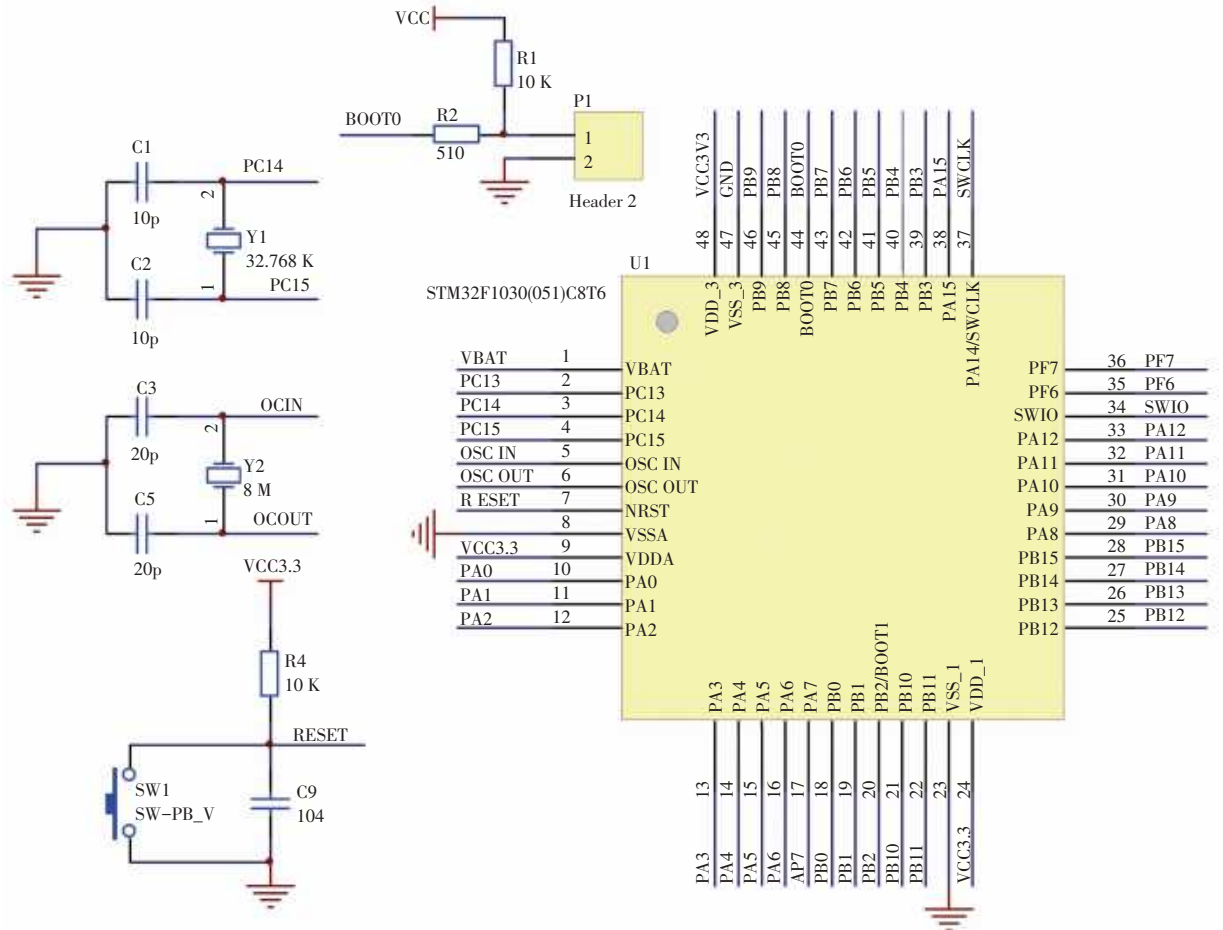 VCC
R1
10 K
P1
BOOT0
R2
510
1
2
Header 2
C1
PC14
10p
2
Y1
32.768 K
C2
1
PC15
10p
C3
OCIN
20p
2
Y2
8 M
C5
1
OCOUT
20p
VCC3.3
R4
10 K
RESET
SW1
SW-PB_V
C9
104
U1
STM32F1030(051)C8T6
VCC3V3 48 VDD_3
GND 47 VSS_3
PB9 46 PB9
PB8 45 PB8
BOOT0 44 BOOT0
PB7 43 PB7
PB6 42 PB6
PB5 41 PB5
PB4 40 PB4
PB3 39 PB3
PA15 38 PA15
SWCLK 37 PA14/SWCLK
VBAT 1 VBAT
PC13 2 PC13
PC14 3 PC14
PC15 4 PC15
OSC IN 5 OSC IN
OSC OUT 6 OSC OUT
R ESET 7 NRST
8 VSSA
VCC3.3 9 VDDA
PA0 10 PA0
PA1 11 PA1
PA2 12 PA2
PF7 36 PF7
PF6 35 PF6
SWIO 34 SWIO
PA12 33 PA12
PA11 32 PA11
PA10 31 PA10
PA9 30 PA9
PA8 29 PA8
PB15 28 PB15
PB14 27 PB14
PB13 26 PB13
PB12 25 PB12
PA3 13 PA3
PA4 14 PA4
PA5 15 PA5
PA6 16 PA6
PA7 17 AP7
PB0 18 PB0
PB1 19 PB1
PB2/BOOT1 20 PB2
PB10 21 PB10
PB11 22 PB11
VSS_1 23
VDD_1 24 VCC3.3